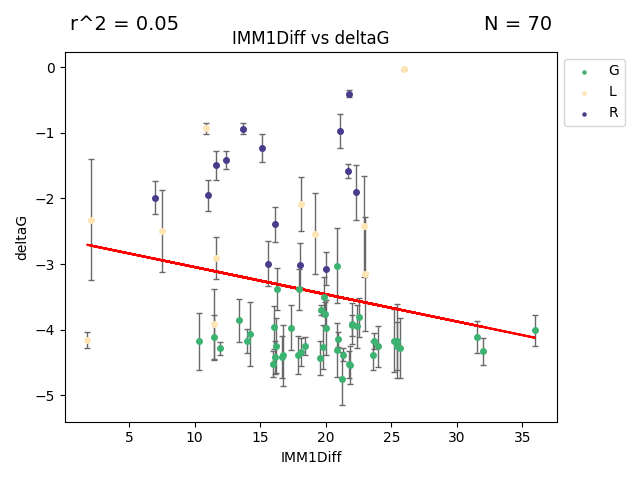 r^2 = 0.05
N = 70
IMM1Diff vs deltaG
G
L
R
0
−1
−2
−3
−4
−5
deltaG
5
10
15
20
25
30
35
IMM1Diff